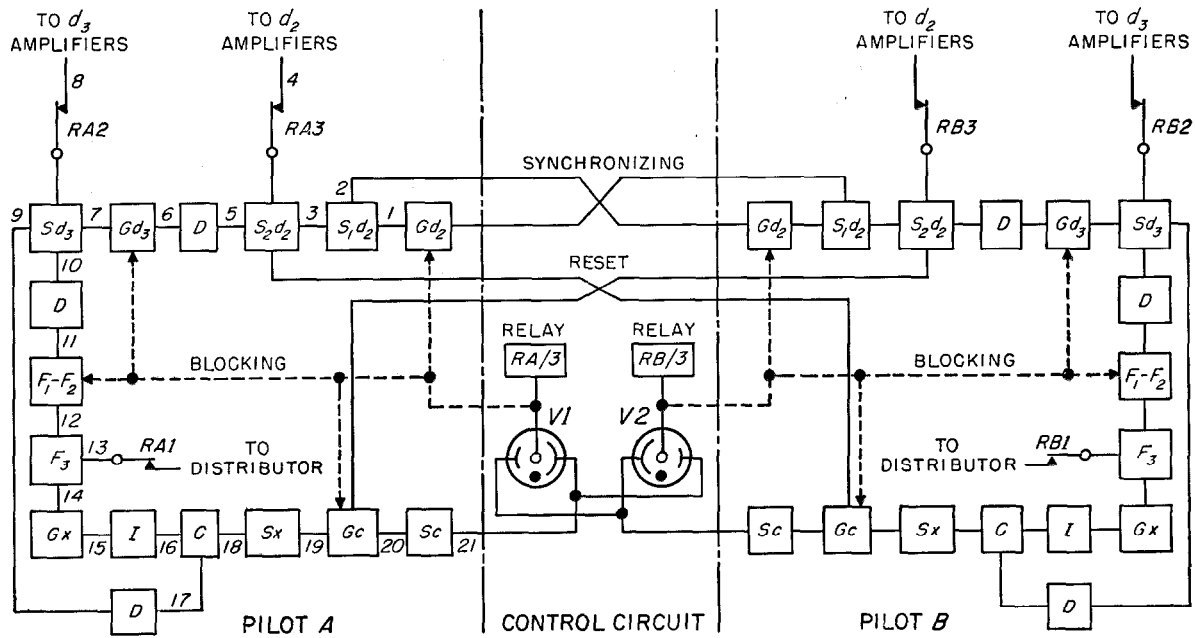 TO d3 AMPLIFIERS
TO d2 AMPLIFIERS
TO d2 AMPLIFIERS
TO d3 AMPLIFIERS
8
4
RA2
RA3
RB3
RB2
SYNCHRONIZING
2
9 Sd3 7 Gd3 6 D 5 S2d2 3 S1d2 1 Gd2
Gd2 S1d2 S2d2 D Gd3 Sd3
10
RESET
D
D
11
RELAY
RA/3
RELAY
RB/3
F1-F2
BLOCKING
BLOCKING
F1-F2
12
V1
V2
F3
13
RA1
TO DISTRIBUTOR
TO DISTRIBUTOR
RB1
F3
14
Gx 15 I 16 C 18 Sx 19 Gc 20 Sc 21
Sc Gc Sx C I Gx
D
17
D
PILOT A
CONTROL CIRCUIT
PILOT B